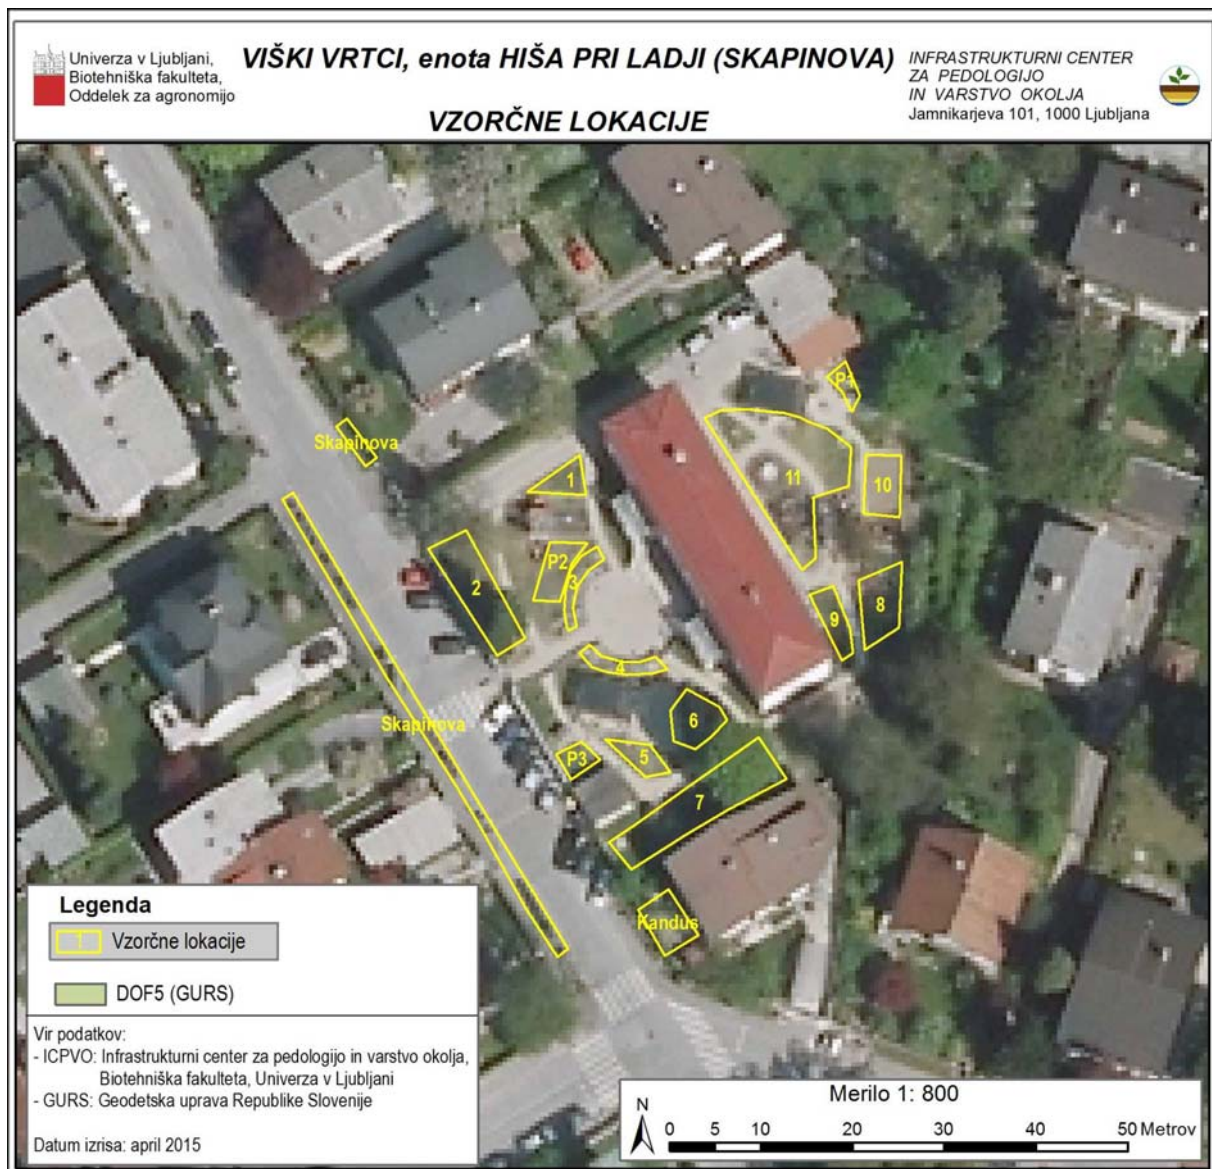 Univerza v Ljubljani,
Biotehniška fakulteta,
Oddelek za agronomijo
VIŠKI VRTCI, enota HIŠA PRI LADJI (SKAPINOVA)
VZORČNE LOKACIJE
INFRASTRUKTURNI CENTER
ZA PEDOLOGIJO
IN VARSTVO OKOLJA
Jamnikarjeva 101, 1000 Ljubljana
P1
Skapinova
1
11
10
P2
2
3
8
9
4
6
Skapinova
5
P3
7
Kandus
Legenda
1 Vzorčne lokacije
DOF5 (GURS)
Vir podatkov:
- ICPVO: Infrastrukturni center za pedologijo in varstvo okolja,
Biotehniška fakulteta, Univerza v Ljubljani
- GURS: Geodetska uprava Republike Slovenije
Datum izrisa: april 2015
Merilo 1: 800
N
0 5 10 20 30 40 50 Metrov